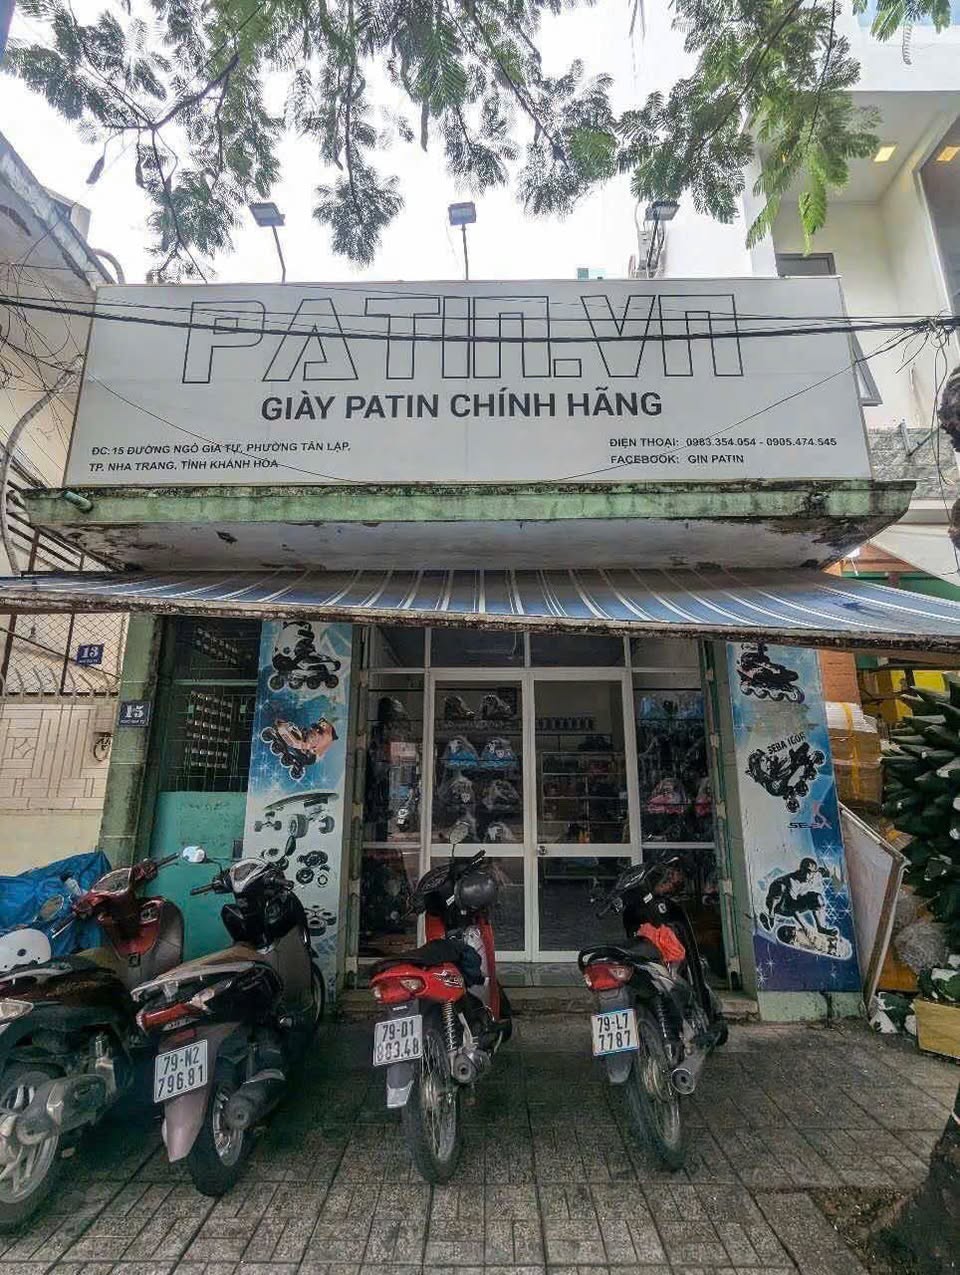 PATIN.VN
GIÀY PATIN CHÍNH HÃNG
ĐC: 15 ĐƯỜNG NGÔ GIA TỰ, PHƯỜNG TÂN LẬP,
TP. NHA TRANG, TỈNH KHÁNH HÒA
ĐIỆN THOẠI: 0983.354.054 - 0905.474.545
FACEBOOK: GIN PATIN
13
15
SEBA IGOR
SEBA
79-N2
796.81
79-D1
883.48
79-L7
7787